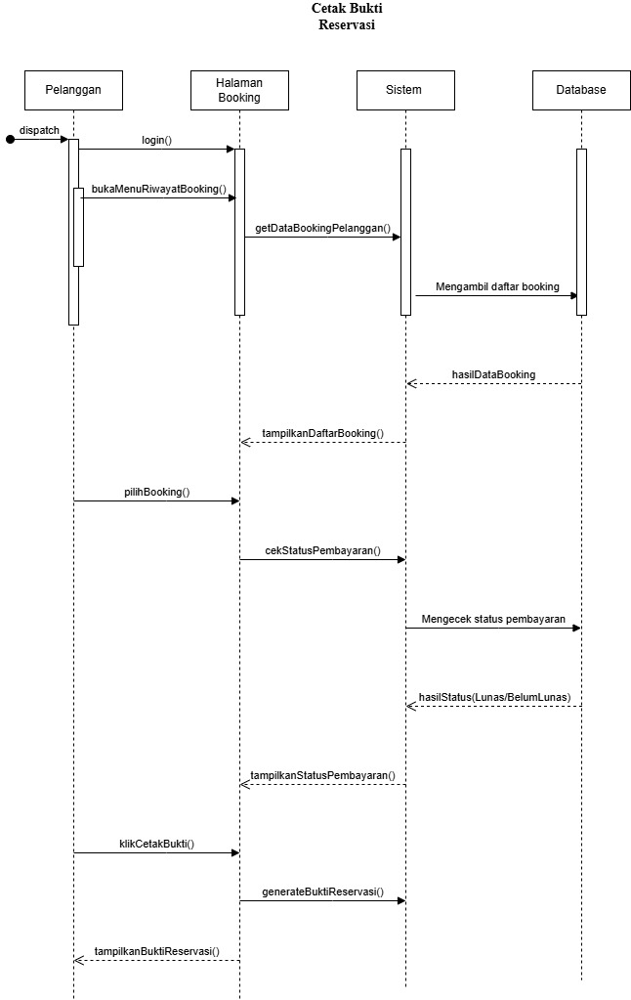 Cetak Bukti
Reservasi
Pelanggan
Halaman
Booking
Sistem
Database
dispatch
login()
bukaMenuRiwayatBooking()
getDataBookingPelanggan()
Mengambil daftar booking
hasilDataBooking
tampilkanDaftarBooking()
pilihBooking()
cekStatusPembayaran()
Mengecek status pembayaran
hasilStatus(Lunas/BelumLunas)
tampilkanStatusPembayaran()
klikCetakBukti()
generateBuktiReservasi()
tampilkanBuktiReservasi()